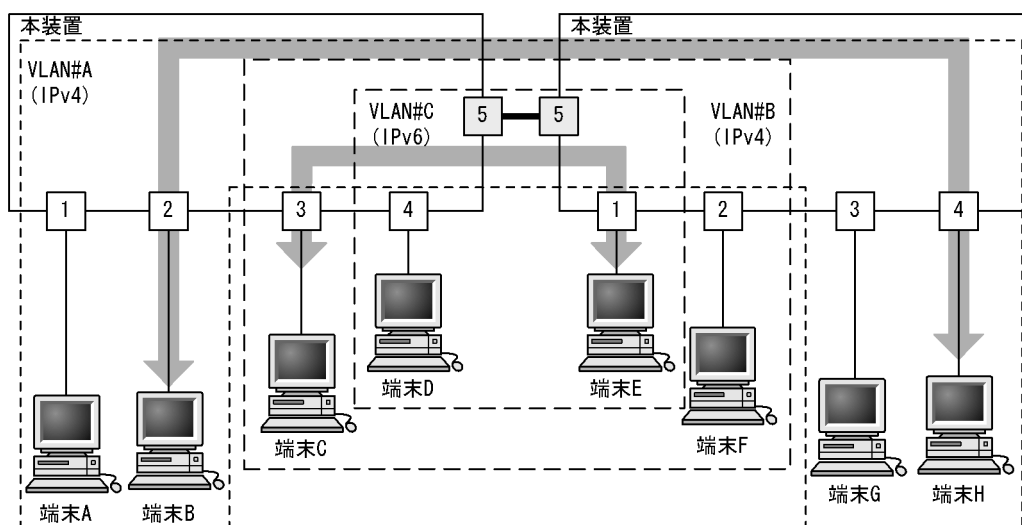 本装置
本装置
VLAN#A
(IPv4)
VLAN#C
(IPv6)
5
5
VLAN#B
(IPv4)
1
2
3
4
1
2
3
4
端末D
端末E
端末C
端末F
端末G
端末H
端末A
端末B